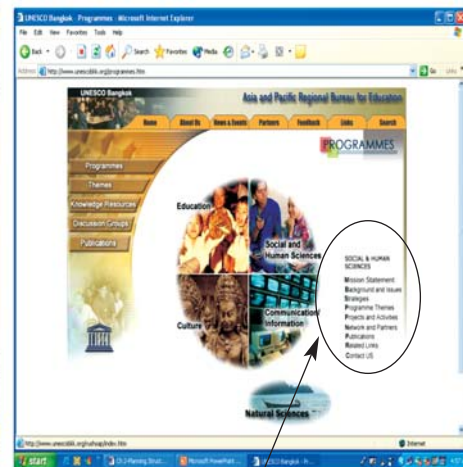 UNESCO Bangkok - Programmes - Microsoft Internet Explorer
File Edit View Favorites Tools Help
Back Search Favorites Media
Address http://www.unescobkk.org/programmes.htm Go Links
UNESCO Bangkok
Asia and Pacific Regional Bureau for Education
Home About Us News & Events Partners Feedback Links Search
PROGRAMMES
Programmes
Themes
Knowledge Resources
Discussion Groups
Publications
Education
Social and
Human Sciences
Culture
Communication/
Information
Natural Sciences
SOCIAL & HUMAN
SCIENCES
Mission Statement
Background and Issues
Strategies
Programme Themes
Projects and Activities
Network and Partners
Publications
Related Links
Contact US
UNESCO
Internet
start
Microsoft PowerPoint ...
UNESCO Bangkok - Pr...